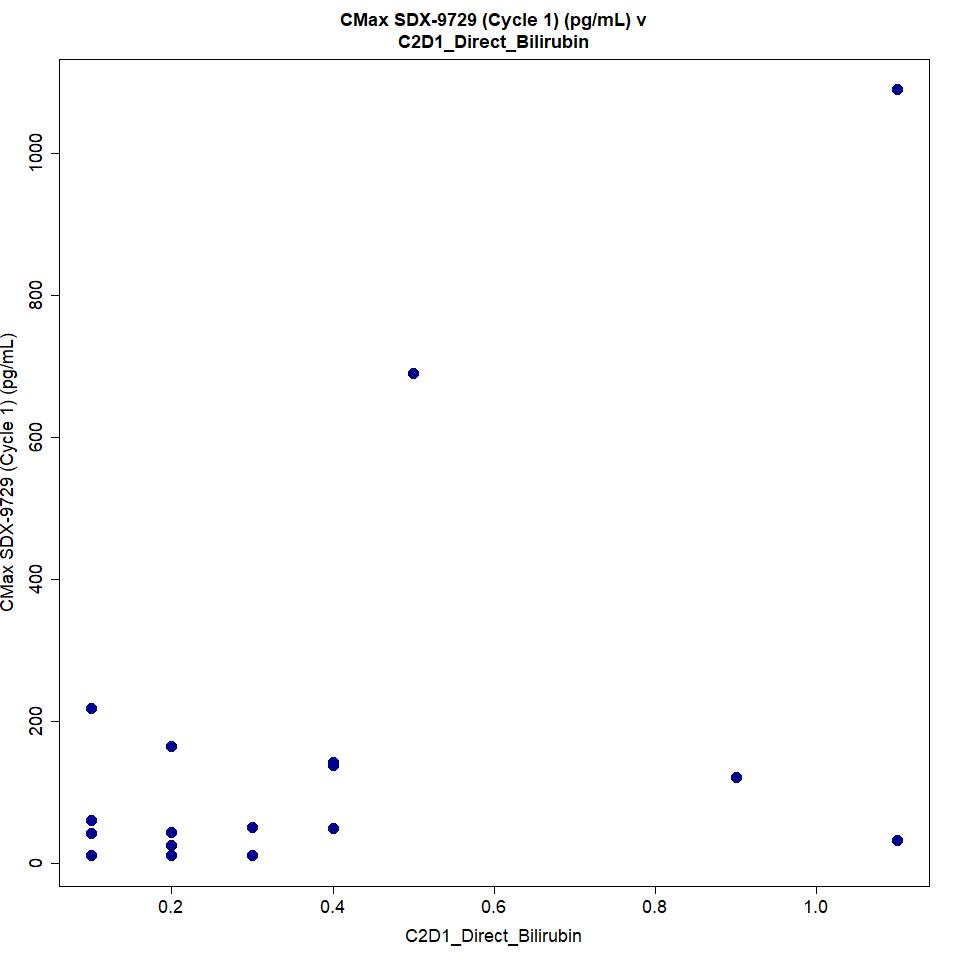 CMax SDX-9729 (Cycle 1) (pg/mL) v
C2D1_Direct_Bilirubin
1000
800
600
400
200
0
CMax SDX-9729 (Cycle 1) (pg/mL)
0.2 0.4 0.6 0.8 1.0
C2D1_Direct_Bilirubin